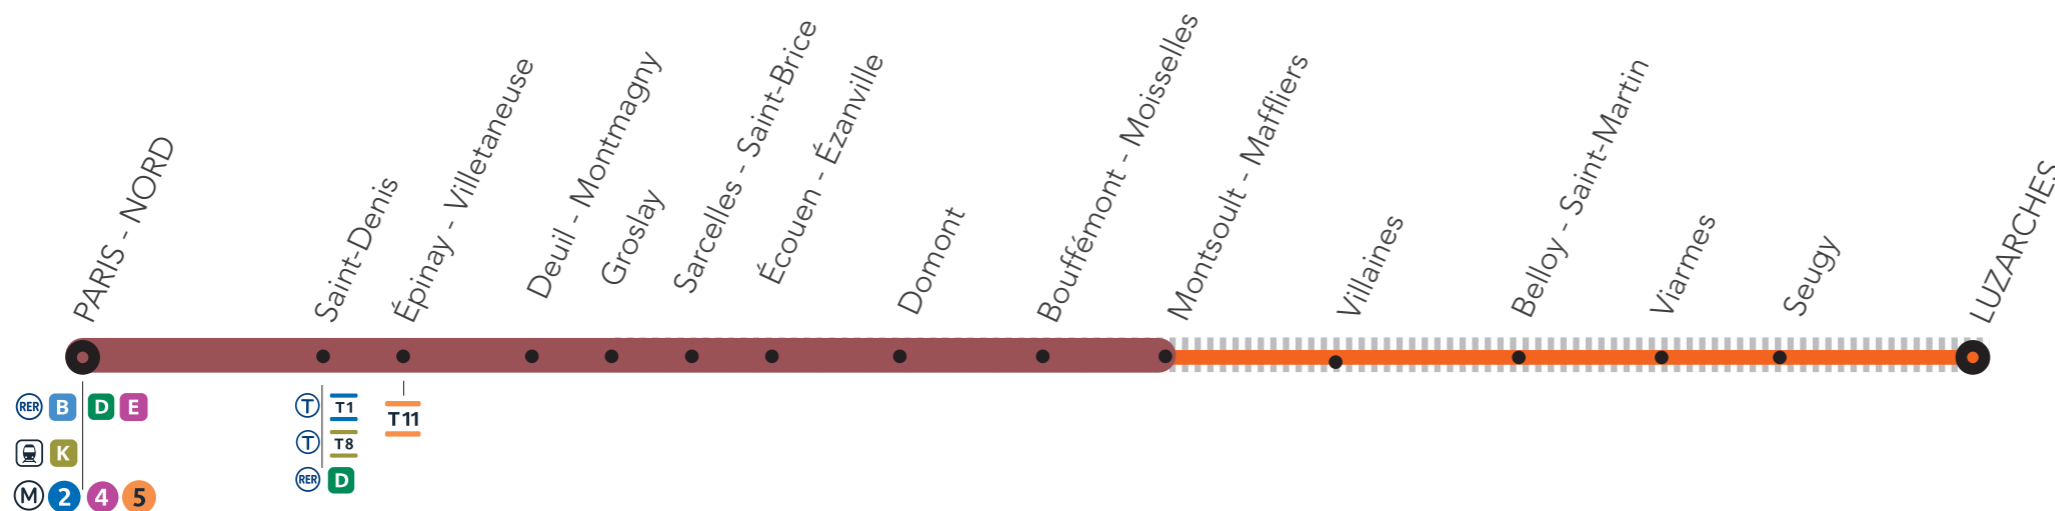 PARIS - NORD
Saint-Denis
Épinay - Villetaneuse
Deuil - Montmagny
Groslay
Sarcelles - Saint-Brice
Écouen - Ézanville
Domont
Bouffémont - Moisselles
Montsoult - Maffliers
Villaines
Belloy - Saint-Martin
Viarmes
Seugy
LUZARCHES
RER B D E
K
M 2 4 5
T T1
T T8
RER D
T11